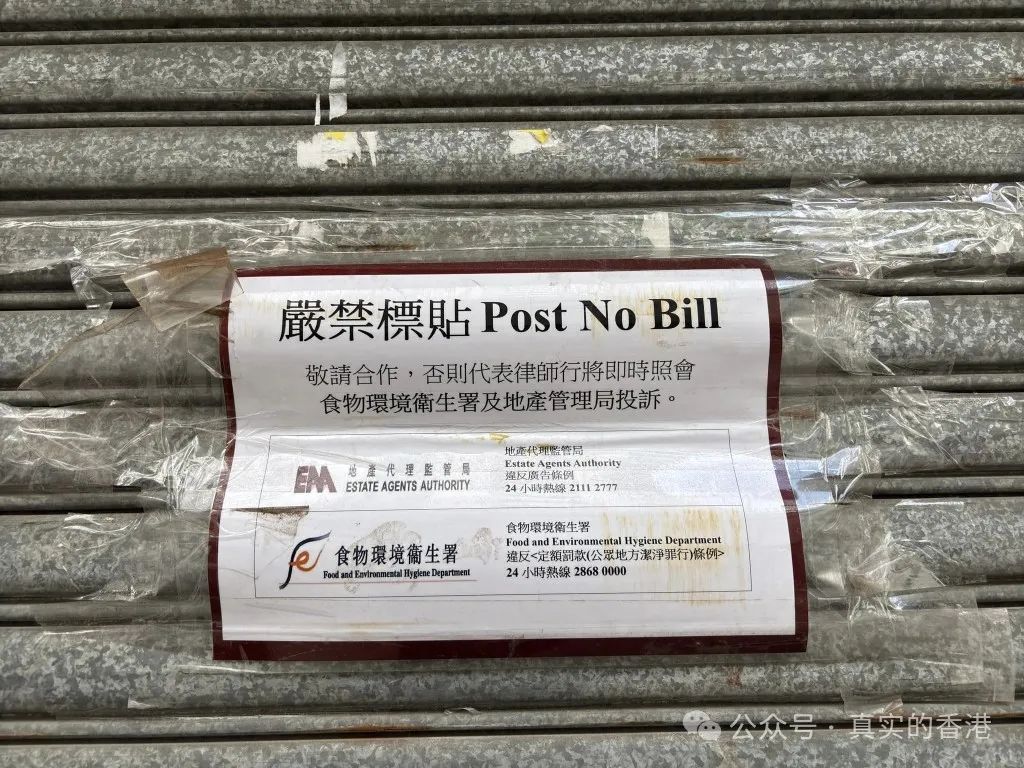 嚴禁標貼 Post No Bill
敬請合作，否則代表律師行將即時照會
食物環境衛生署及地產管理局投訴。
EAA 地產代理監管局
ESTATE AGENTS AUTHORITY
地產代理監管局
Estate Agents Authority
違反廣告條例
24 小時熱線 2111 2777
食物環境衞生署
Food and Environmental Hygiene Department
食物環境衛生署
Food and Environmental Hygiene Department
違反<定額罰款(公眾地方潔淨罪行)條例>
24 小時熱線 2868 0000
公众号 · 真实的香港